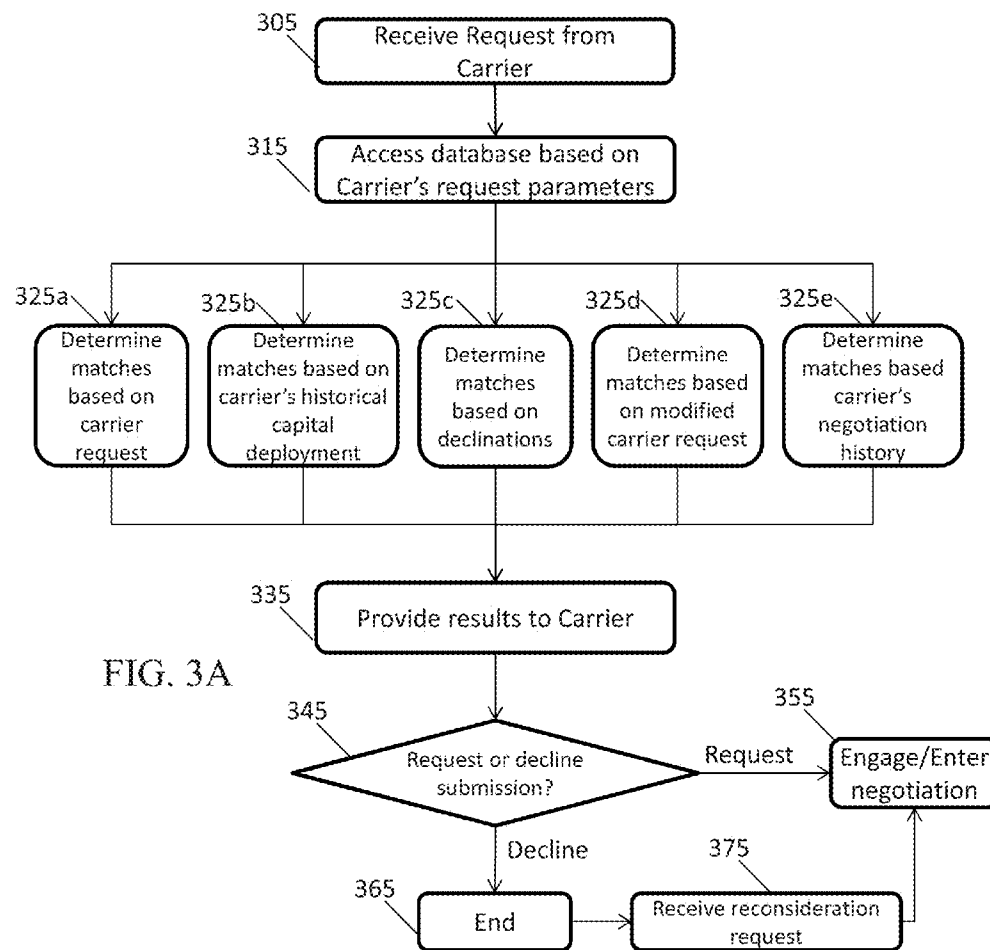 305
Receive Request from
Carrier
315
Access database based on
Carrier's request parameters
325a
325b
325c
325d
325e
Determine
matches
based on
carrier
request
Determine
matches based on
carrier's historical
capital
deployment
Determine
matches
based on
declinations
Determine
matches based
on modified
carrier request
Determine
matches based
carrier's
negotiation
history
335
Provide results to Carrier
FIG. 3A
345
Request or decline
submission?
Request
355
Engage/Enter
negotiation
Decline
365
End
375
Receive reconsideration
request